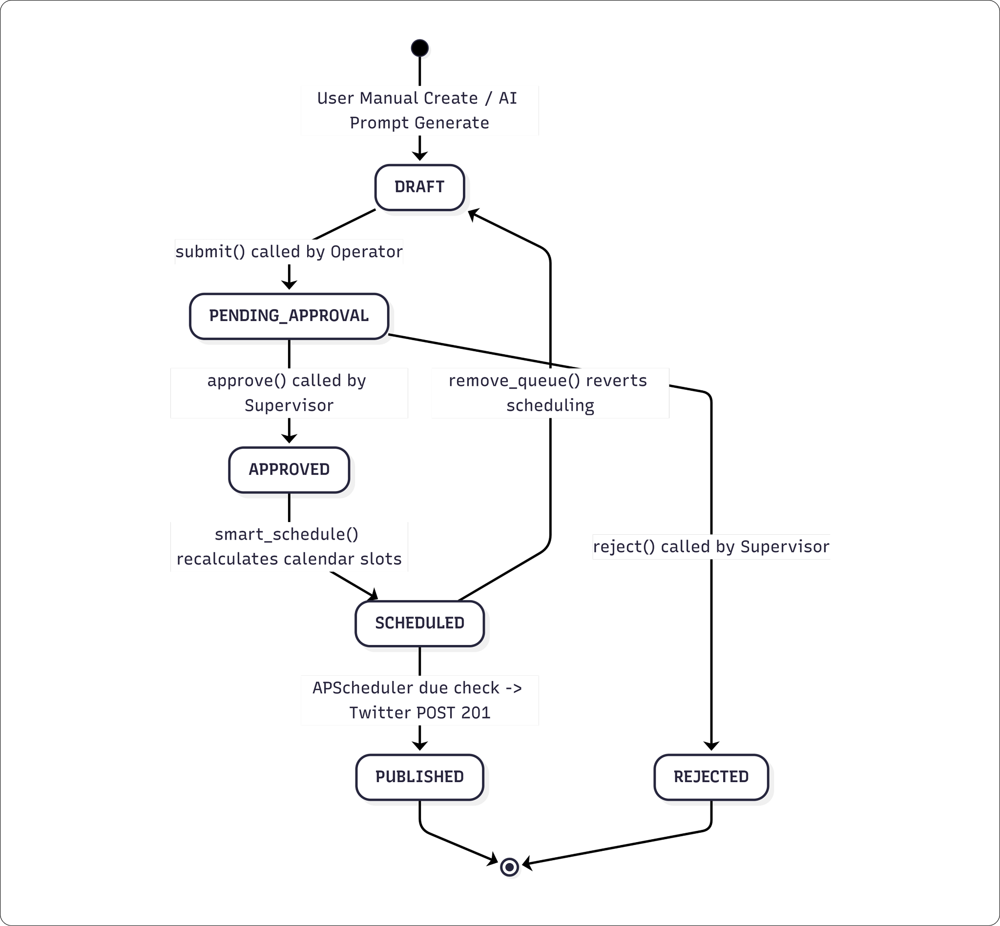 User Manual Create / AI
Prompt Generate
DRAFT
submit() called by Operator
PENDING_APPROVAL
approve() called by
Supervisor
remove_queue() reverts
scheduling
APPROVED
smart_schedule()
recalculates calendar slots
reject() called by Supervisor
SCHEDULED
APScheduler due check ->
Twitter POST 201
PUBLISHED
REJECTED